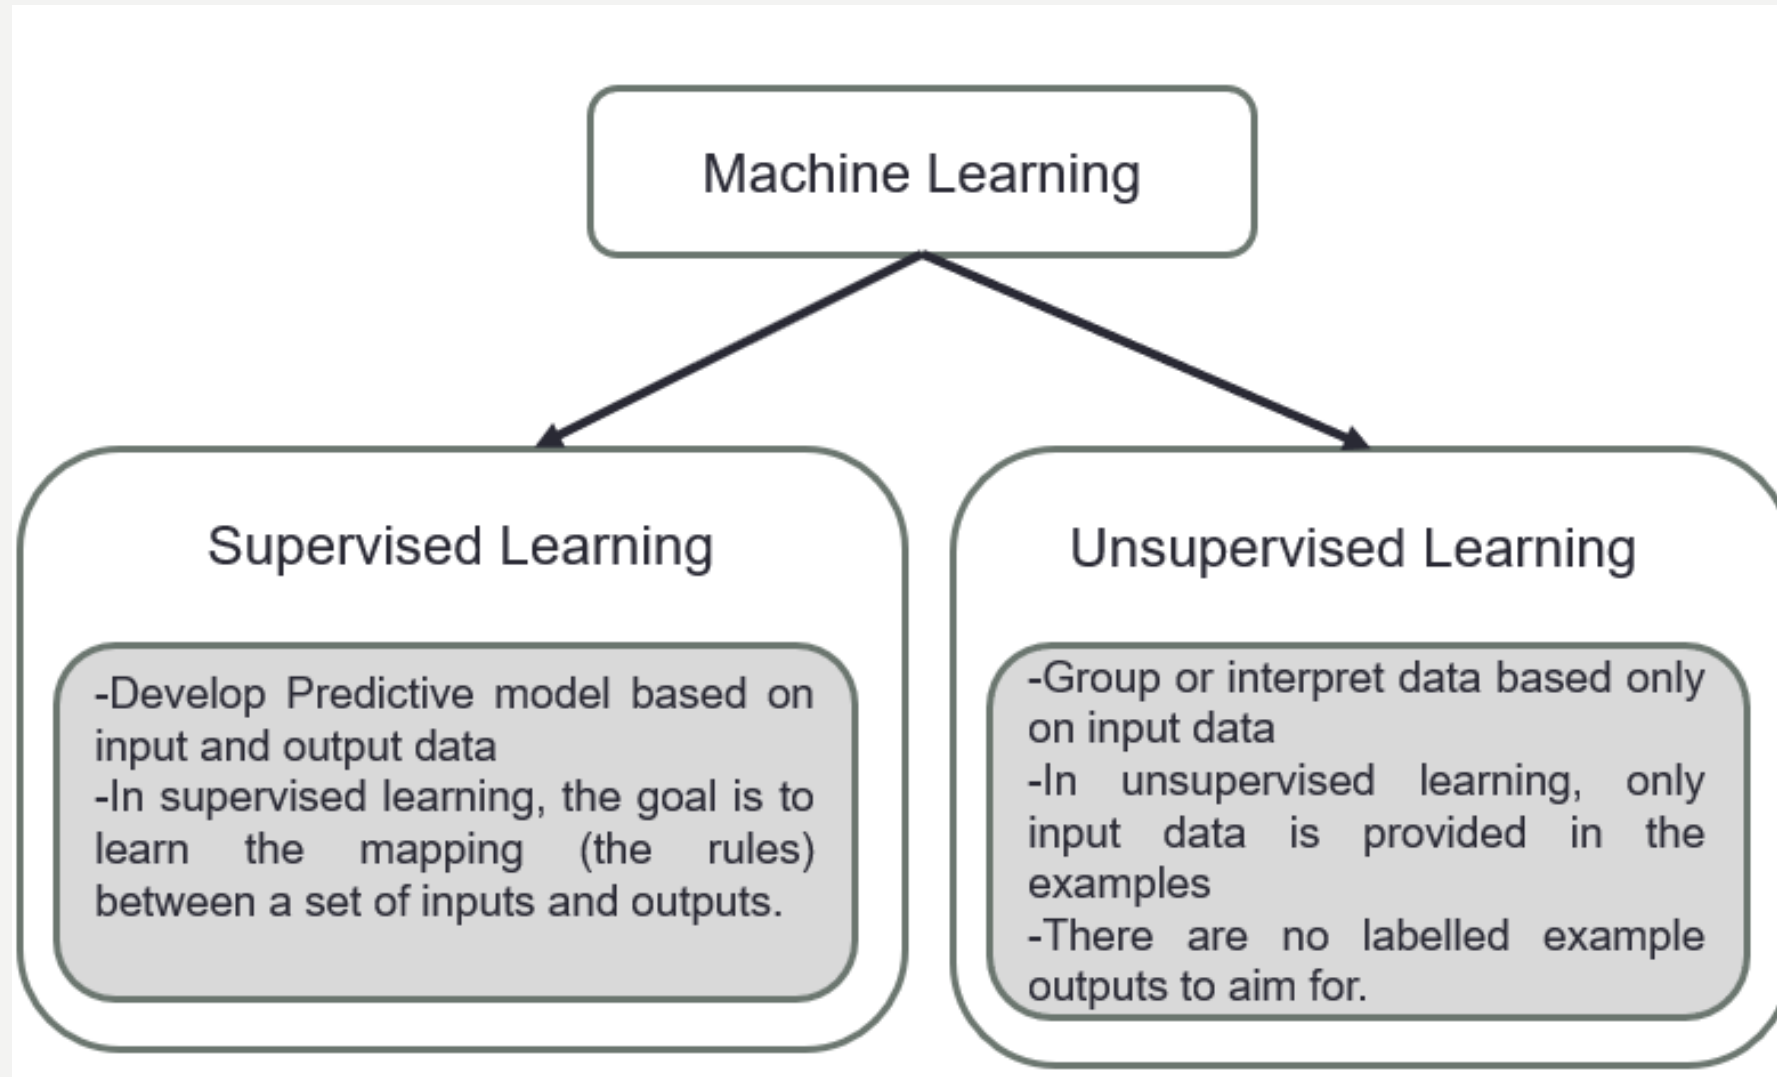 Machine Learning
Supervised Learning
-Develop Predictive model based on
input and output data
-In supervised learning, the goal is to
learn the mapping (the rules)
between a set of inputs and outputs.
Unsupervised Learning
-Group or interpret data based only
on input data
-In unsupervised learning, only
input data is provided in the
examples
-There are no labelled example
outputs to aim for.